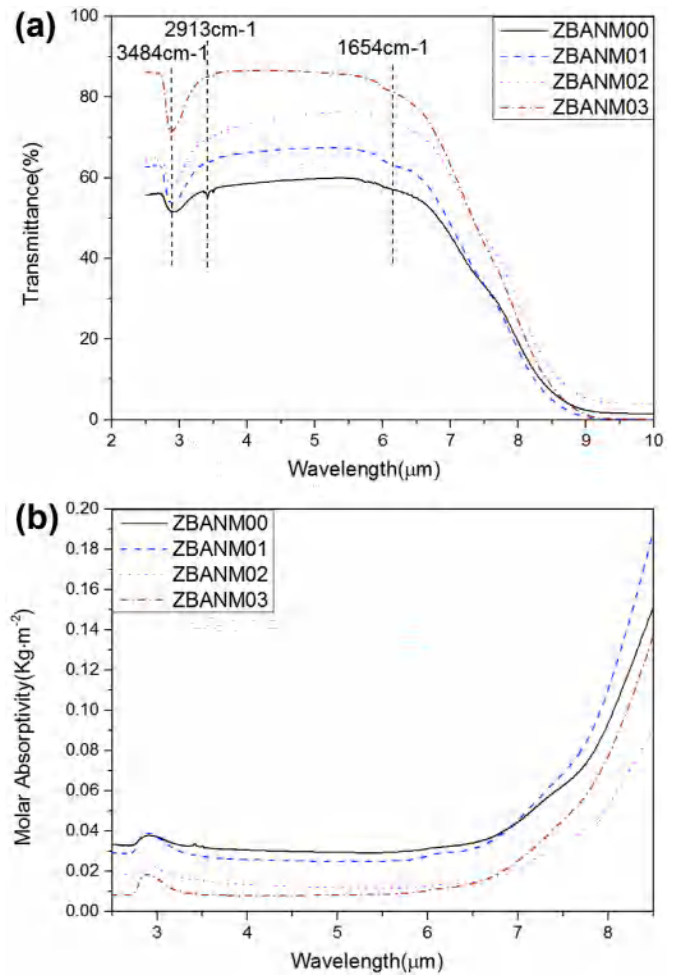 (a)
2913cm-1
3484cm-1
1654cm-1
ZBANM00
ZBANM01
ZBANM02
ZBANM03
100
80
60
40
20
0
Transmittance(%)
2 3 4 5 6 7 8 9 10
Wavelength(μm)
(b)
ZBANM00
ZBANM01
ZBANM02
ZBANM03
0.20
0.18
0.16
0.14
0.12
0.10
0.08
0.06
0.04
0.02
0.00
Molar Absorptivity(Kg·m-2)
3 4 5 6 7 8
Wavelength(μm)